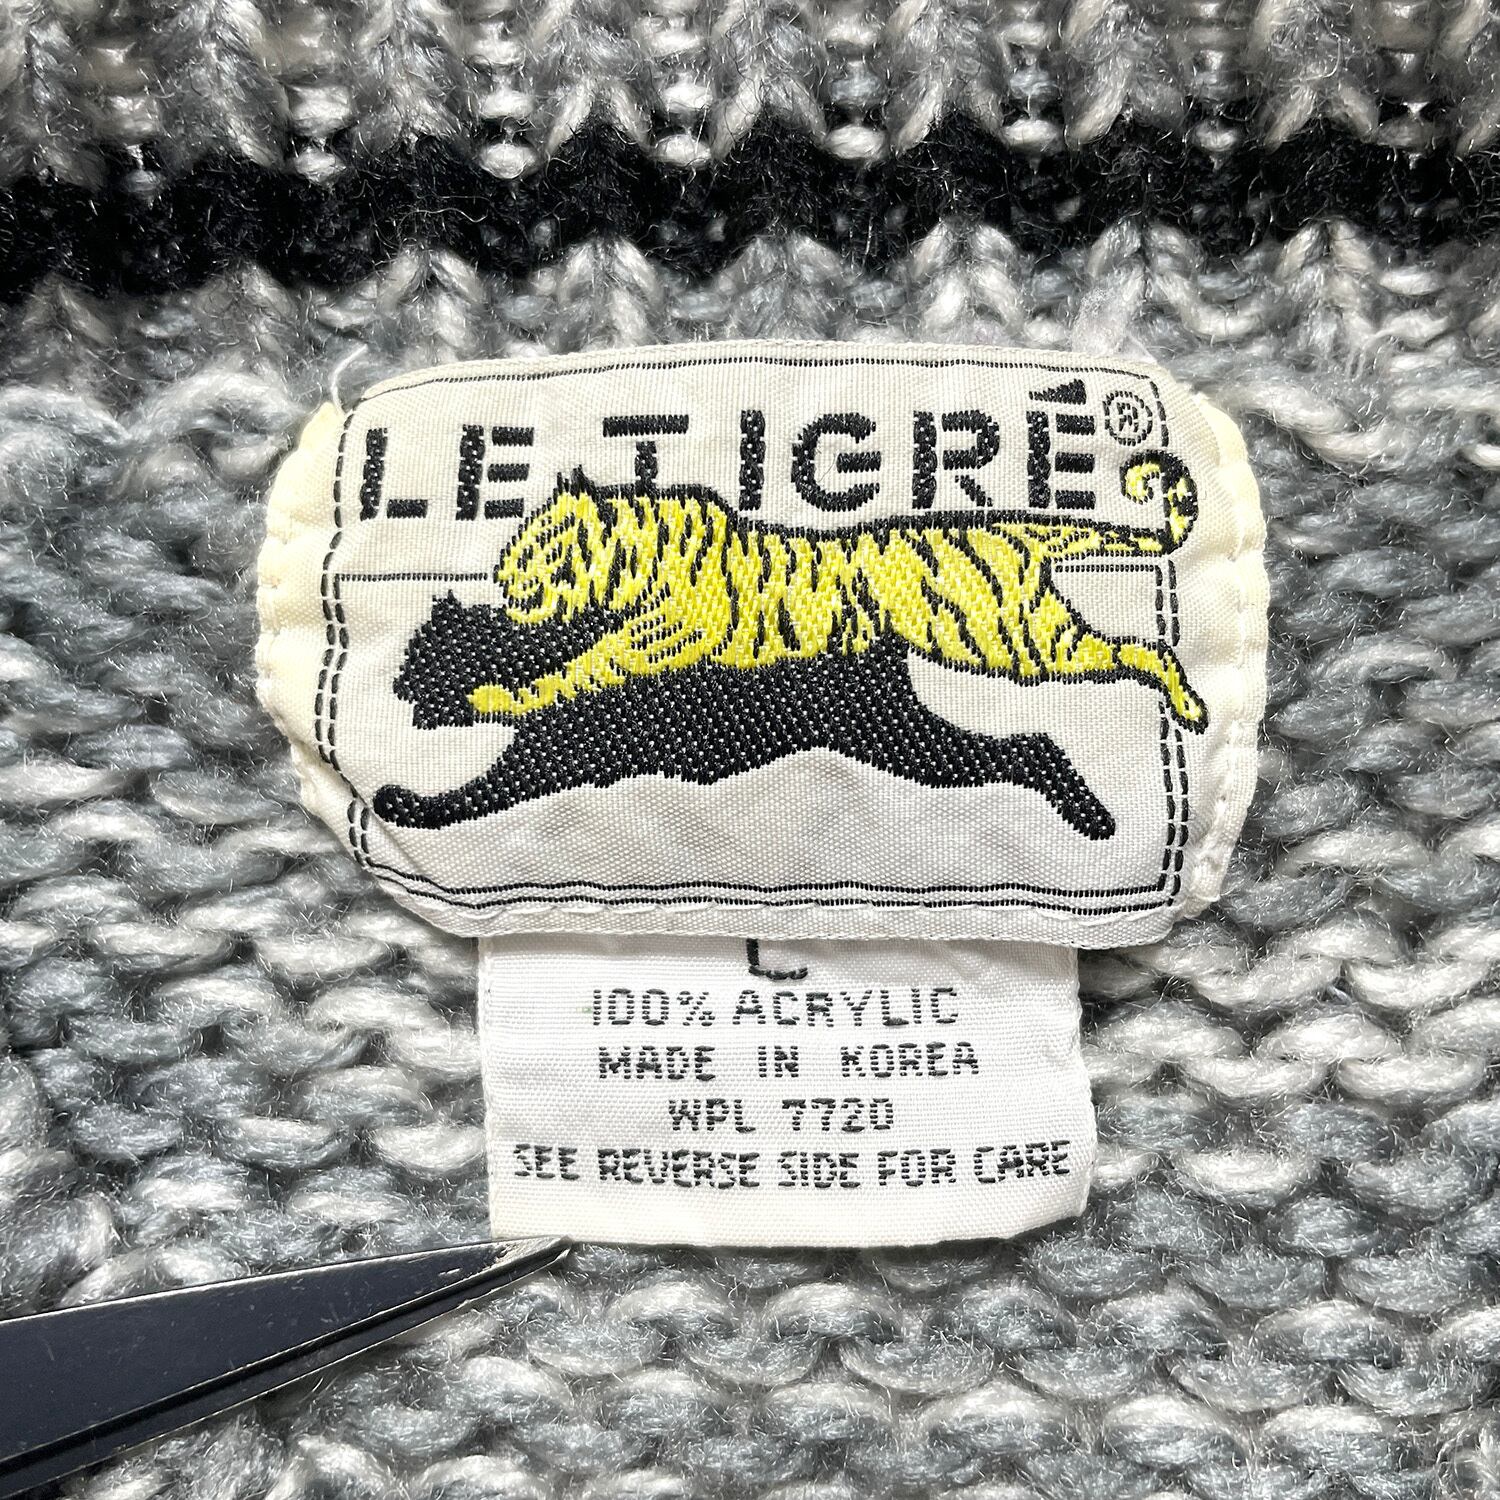 LE TIGRÉ®
L
100% ACRYLIC
MADE IN KOREA
WPL 7720
SEE REVERSE SIDE FOR CARE